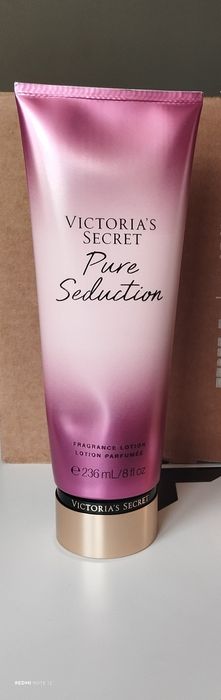 VICTORIA'S
SECRET
Pure
Seduction
FRAGRANCE LOTION
LOTION PARFUMÉE
℮ 236 mL/8 fl oz
VICTORIA'S SECRET
REDMI NOTE 12